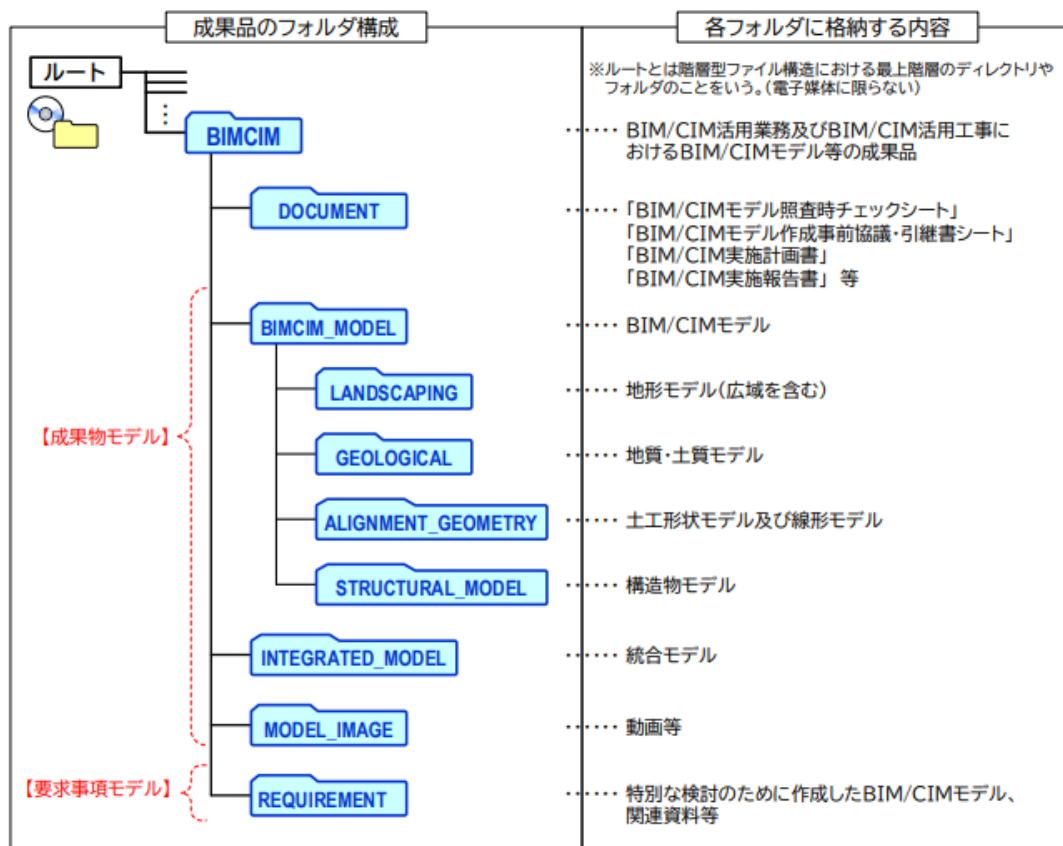 成果品のフォルダ構成
各フォルダに格納する内容
ルート
※ルートとは階層型ファイル構造における最上階層のディレクトリや
フォルダのことをいう。(電子媒体に限らない)
BIMCIM
…… BIM/CIM活用業務及びBIM/CIM活用工事に
おけるBIM/CIMモデル等の成果品
DOCUMENT
…… 「BIM/CIMモデル照査時チェックシート」
「BIM/CIMモデル作成事前協議・引継書シート」
「BIM/CIM実施計画書」
「BIM/CIM実施報告書」 等
BIMCIM_MODEL
…… BIM/CIMモデル
LANDSCAPING
…… 地形モデル(広域を含む)
【成果物モデル】
GEOLOGICAL
…… 地質・土質モデル
ALIGNMENT_GEOMETRY
…… 土工形状モデル及び線形モデル
STRUCTURAL_MODEL
…… 構造物モデル
INTEGRATED_MODEL
…… 統合モデル
MODEL_IMAGE
…… 動画等
【要求事項モデル】
REQUIREMENT
…… 特別な検討のために作成したBIM/CIMモデル、
関連資料等